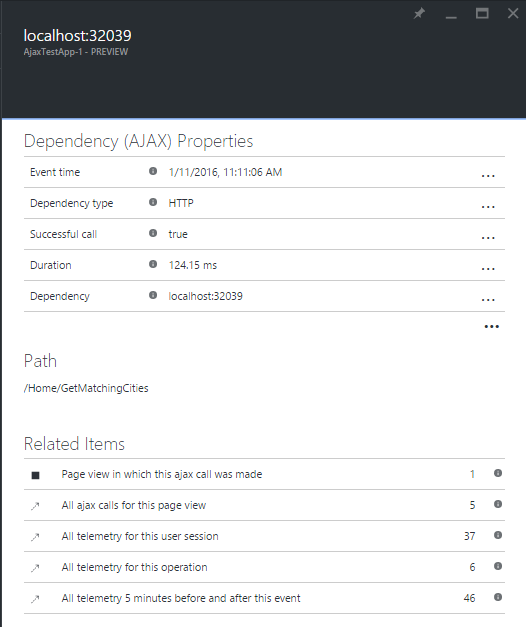 localhost:32039
AjaxTestApp-1 - PREVIEW
Dependency (AJAX) Properties
Event time 1/11/2016, 11:11:06 AM ...
Dependency type HTTP ...
Successful call true ...
Duration 124.15 ms ...
Dependency localhost:32039 ...
...
Path
/Home/GetMatchingCities
Related Items
Page view in which this ajax call was made 1
All ajax calls for this page view 5
All telemetry for this user session 37
All telemetry for this operation 6
All telemetry 5 minutes before and after this event 46